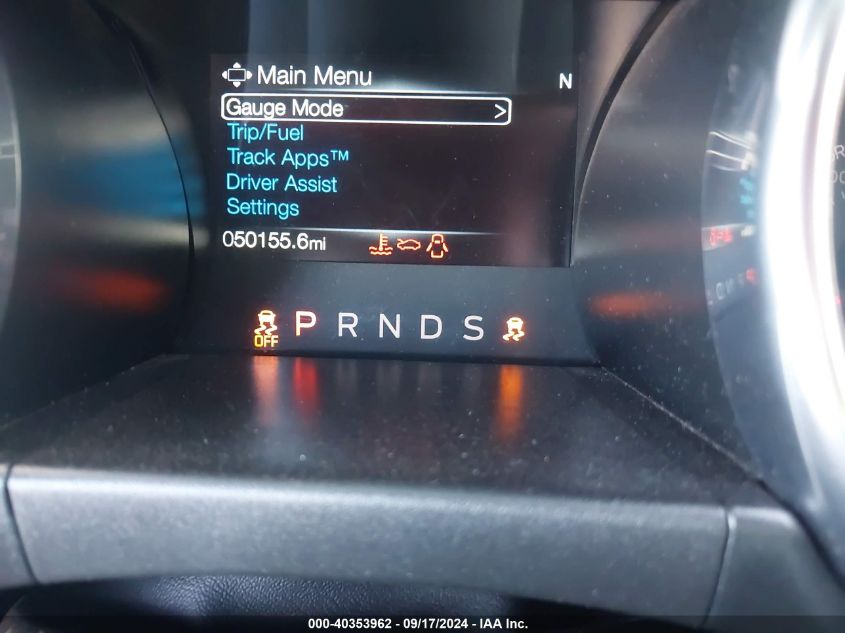 Main Menu
N
Gauge Mode >
Trip/Fuel
Track Apps™
Driver Assist
Settings
050155.6mi
OFF P R N D S
000-40353962 - 09/17/2024 - IAA Inc.